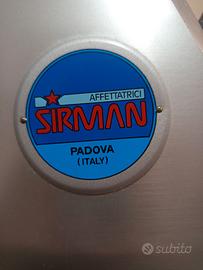 AFFETTATRICI
SIRMAN
PADOVA
(ITALY)
subito